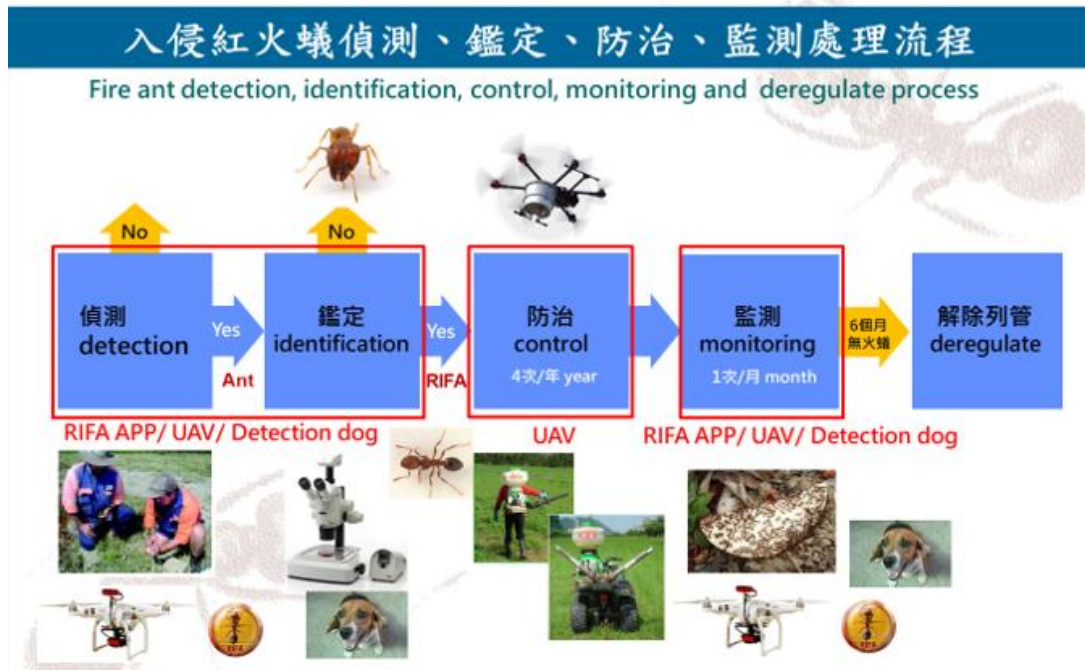 入侵紅火蟻偵測、鑑定、防治、監測處理流程
Fire ant detection, identification, control, monitoring and deregulate process
No
No
偵測
detection
Yes
Ant
鑑定
identification
Yes
RIFA
防治
control
4次/年 year
監測
monitoring
1次/月 month
6個月
無火蟻
解除列管
deregulate
RIFA APP/ UAV/ Detection dog
UAV
RIFA APP/ UAV/ Detection dog
RIFA
RIFA